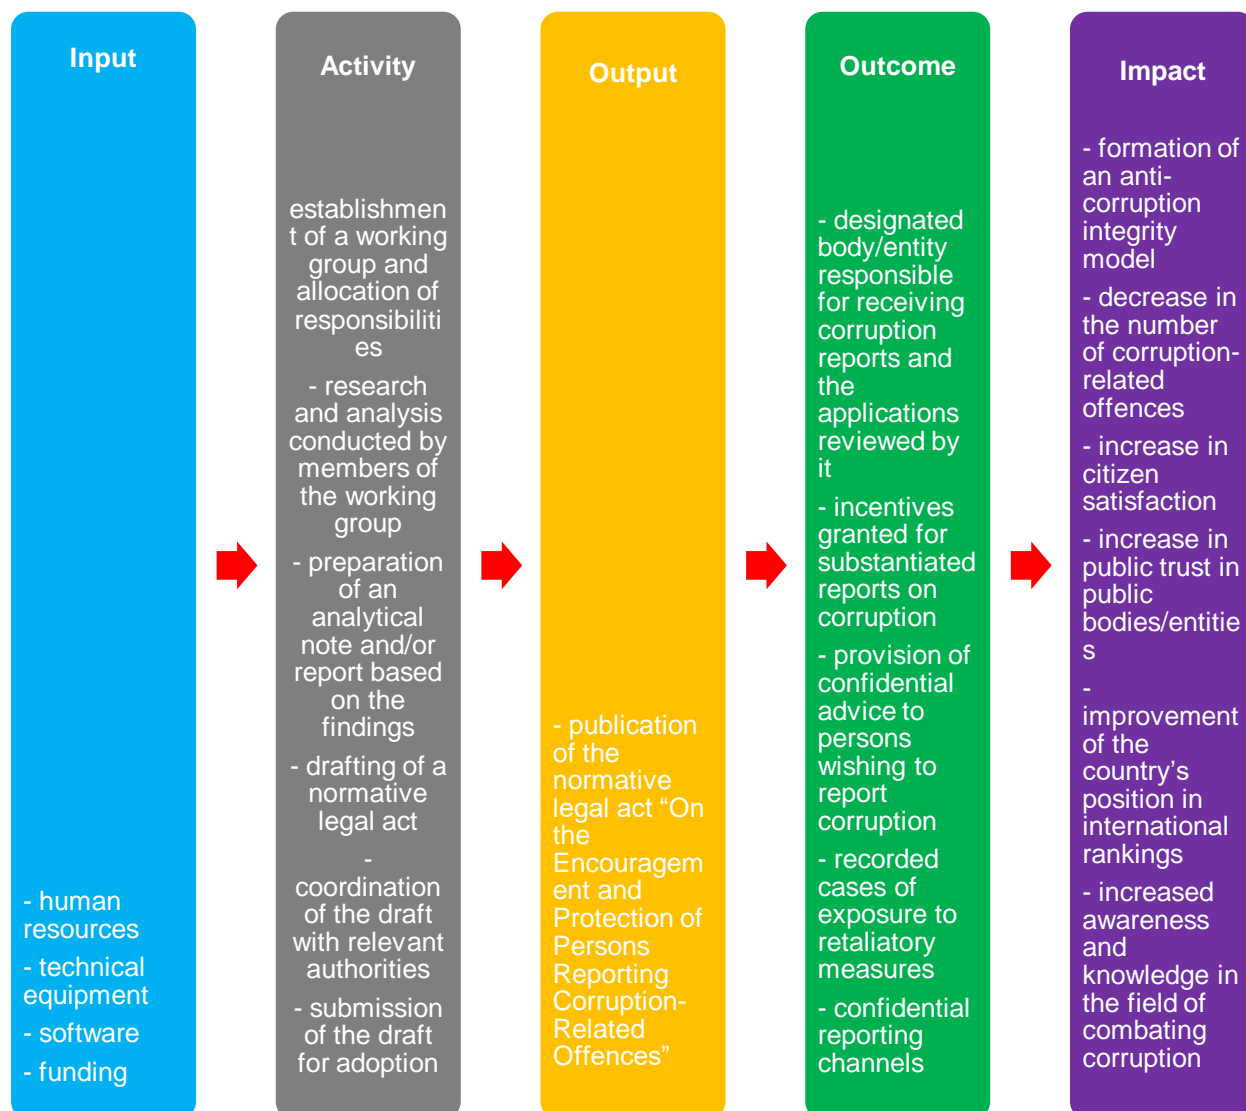 Input
- human
resources
- technical
equipment
- software
- funding
Activity
establishmen
t of a working
group and
allocation of
responsibiliti
es
- research
and analysis
conducted by
members of
the working
group
- preparation
of an
analytical
note and/or
report based
on the
findings
- drafting of a
normative
legal act
-
coordination
of the draft
with relevant
authorities
- submission
of the draft
for adoption
Output
- publication
of the
normative
legal act “On
the
Encouragem
ent and
Protection of
Persons
Reporting
Corruption-
Related
Offences”
Outcome
- designated
body/entity
responsible
for receiving
corruption
reports and
the
applications
reviewed by
it
- incentives
granted for
substantiated
reports on
corruption
- provision of
confidential
advice to
persons
wishing to
report
corruption
- recorded
cases of
exposure to
retaliatory
measures
- confidential
reporting
channels
Impact
- formation of
an anti-
corruption
integrity
model
- decrease in
the number
of corruption-
related
offences
- increase in
citizen
satisfaction
- increase in
public trust in
public
bodies/entitie
s
-
improvement
of the
country’s
position in
international
rankings
- increased
awareness
and
knowledge in
the field of
combating
corruption